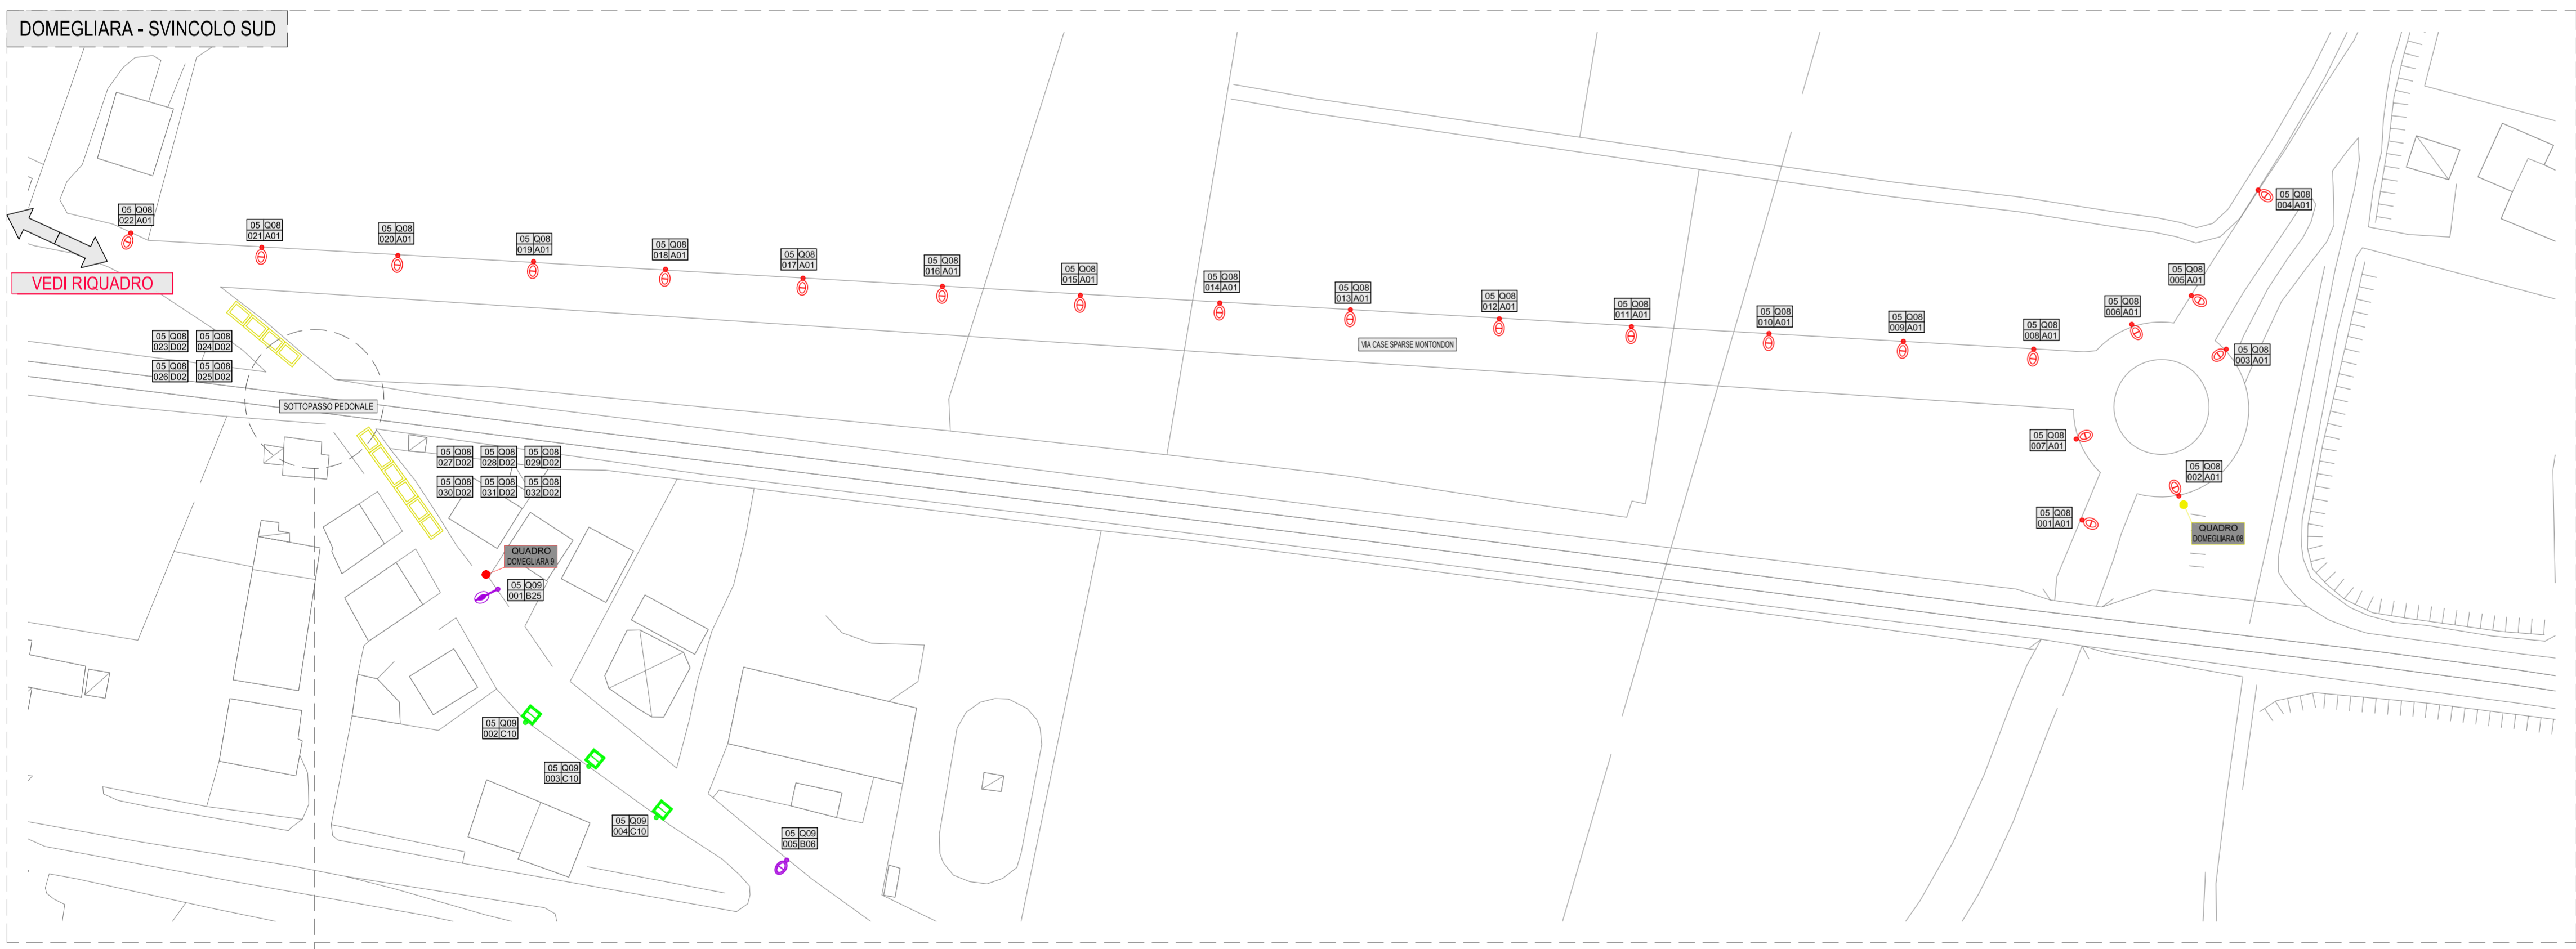 DOMEGLIARA - SVINCOLO SUD
05 Q08
004 A01
05 Q08
022 A01
05 Q08
021 A01
05 Q08
020 A01
05 Q08
019 A01
05 Q08
018 A01
05 Q08
017 A01
05 Q08
016 A01
05 Q08
015 A01
05 Q08
014 A01
05 Q08
013 A01
05 Q08
012 A01
05 Q08
011 A01
05 Q08
010 A01
05 Q08
009 A01
05 Q08
008 A01
05 Q08
006 A01
05 Q08
005 A01
05 Q08
003 A01
VEDI RIQUADRO
VIA CASE SPARSE MONTONDON
05 Q08
023 D02
05 Q08
024 D02
05 Q08
026 D02
05 Q08
025 D02
SOTTOPASSO PEDONALE
05 Q08
007 A01
05 Q08
027 D02
05 Q08
028 D02
05 Q08
029 D02
05 Q08
030 D02
05 Q08
031 D02
05 Q08
032 D02
05 Q08
002 A01
05 Q08
001 A01
QUADRO
DOMEGLIARA 08
QUADRO
DOMEGLIARA 9
05 Q09
001 B25
05 Q09
002 C10
05 Q09
003 C10
05 Q09
004 C10
05 Q09
005 B06